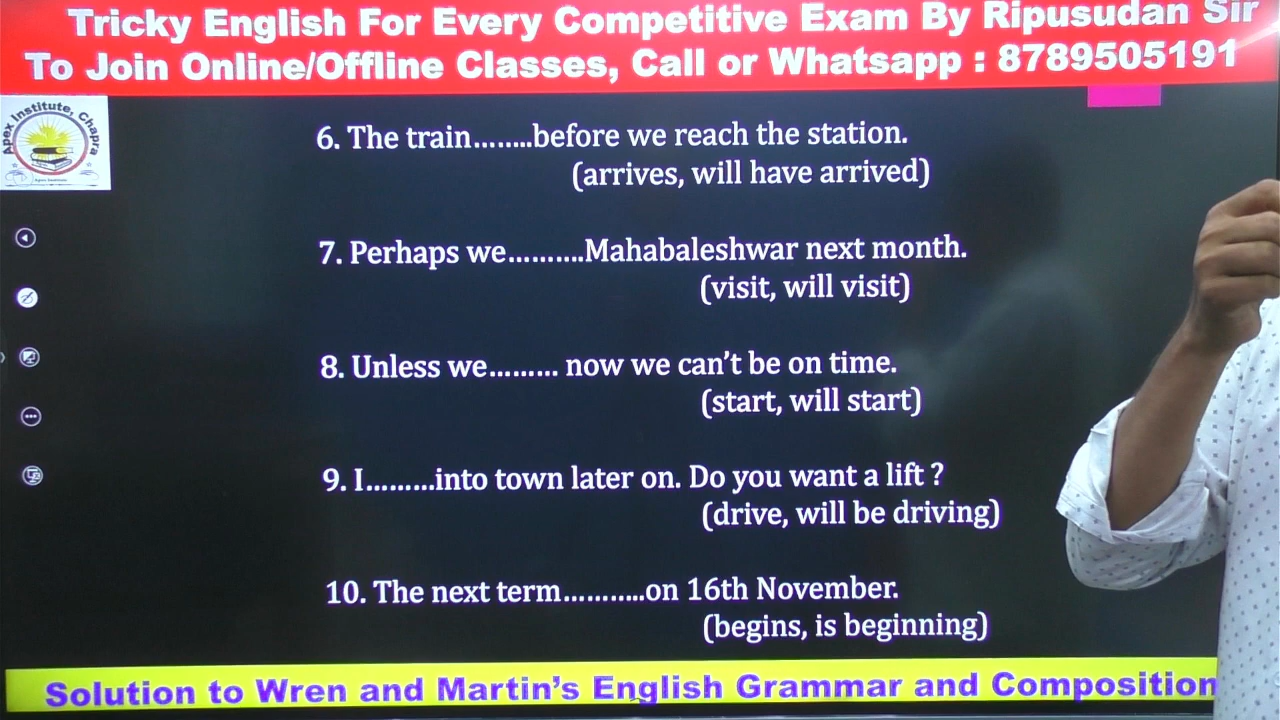 Tricky English For Every Competitive Exam By Ripusudan Sir
To Join Online/Offline Classes, Call or Whatsapp : 8789505191
Apex Institute, Chapra
6. The train........before we reach the station.
(arrives, will have arrived)
7. Perhaps we..........Mahabaleshwar next month.
(visit, will visit)
8. Unless we......... now we can't be on time.
(start, will start)
9. I.........into town later on. Do you want a lift ?
(drive, will be driving)
10. The next term...........on 16th November.
(begins, is beginning)
Solution to Wren and Martin's English Grammar and Composition